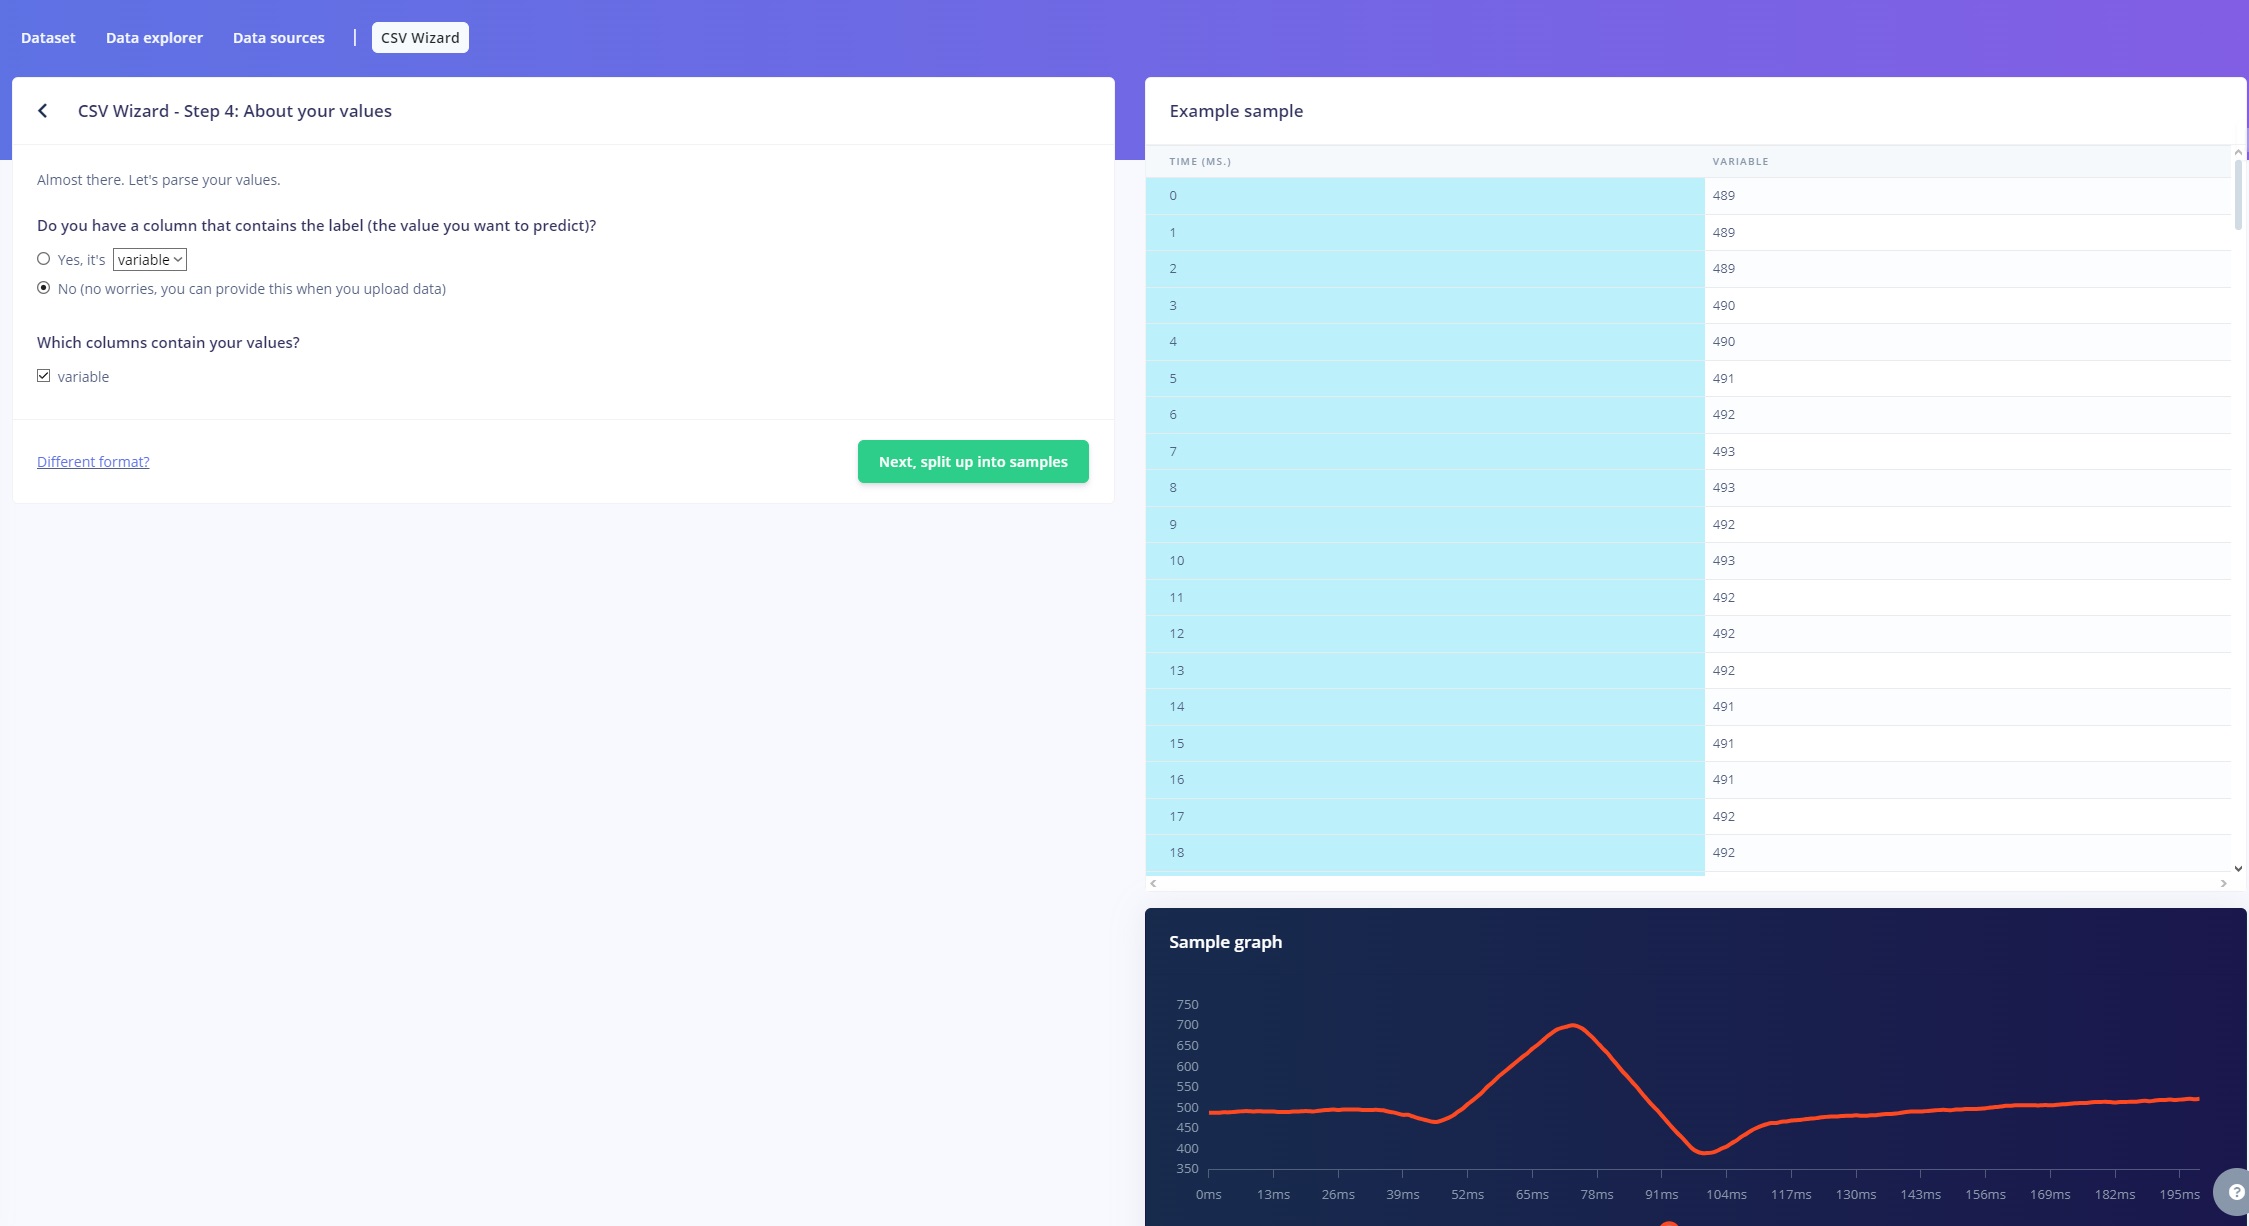 Dataset Data explorer Data sources | CSV Wizard
CSV Wizard - Step 4: About your values
Almost there. Let's parse your values.
Do you have a column that contains the label (the value you want to predict)?
Yes, it's variable
No (no worries, you can provide this when you upload data)
Which columns contain your values?
variable
Different format?
Next, split up into samples
Example sample
TIME (MS.) VARIABLE
0 489
1 489
2 489
3 490
4 490
5 491
6 492
7 493
8 493
9 492
10 493
11 492
12 492
13 492
14 491
15 491
16 491
17 492
18 492
Sample graph
750
700
650
600
550
500
450
400
350
0ms 13ms 26ms 39ms 52ms 65ms 78ms 91ms 104ms 117ms 130ms 143ms 156ms 169ms 182ms 195ms
?